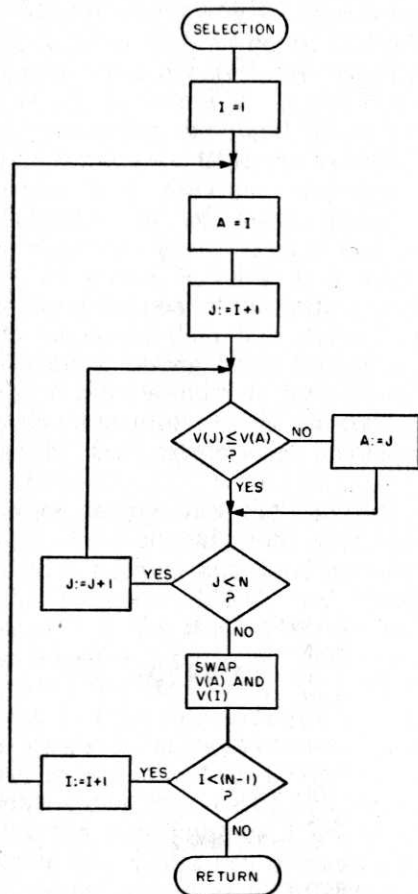 SELECTION
I =1
A = I
J:=I+1
V(J)≤V(A)
?
NO
A:=J
YES
J:=J+1
YES
J<N
?
NO
SWAP
V(A) AND
V(I)
I:=I+1
YES
I<(N-1)
?
NO
RETURN